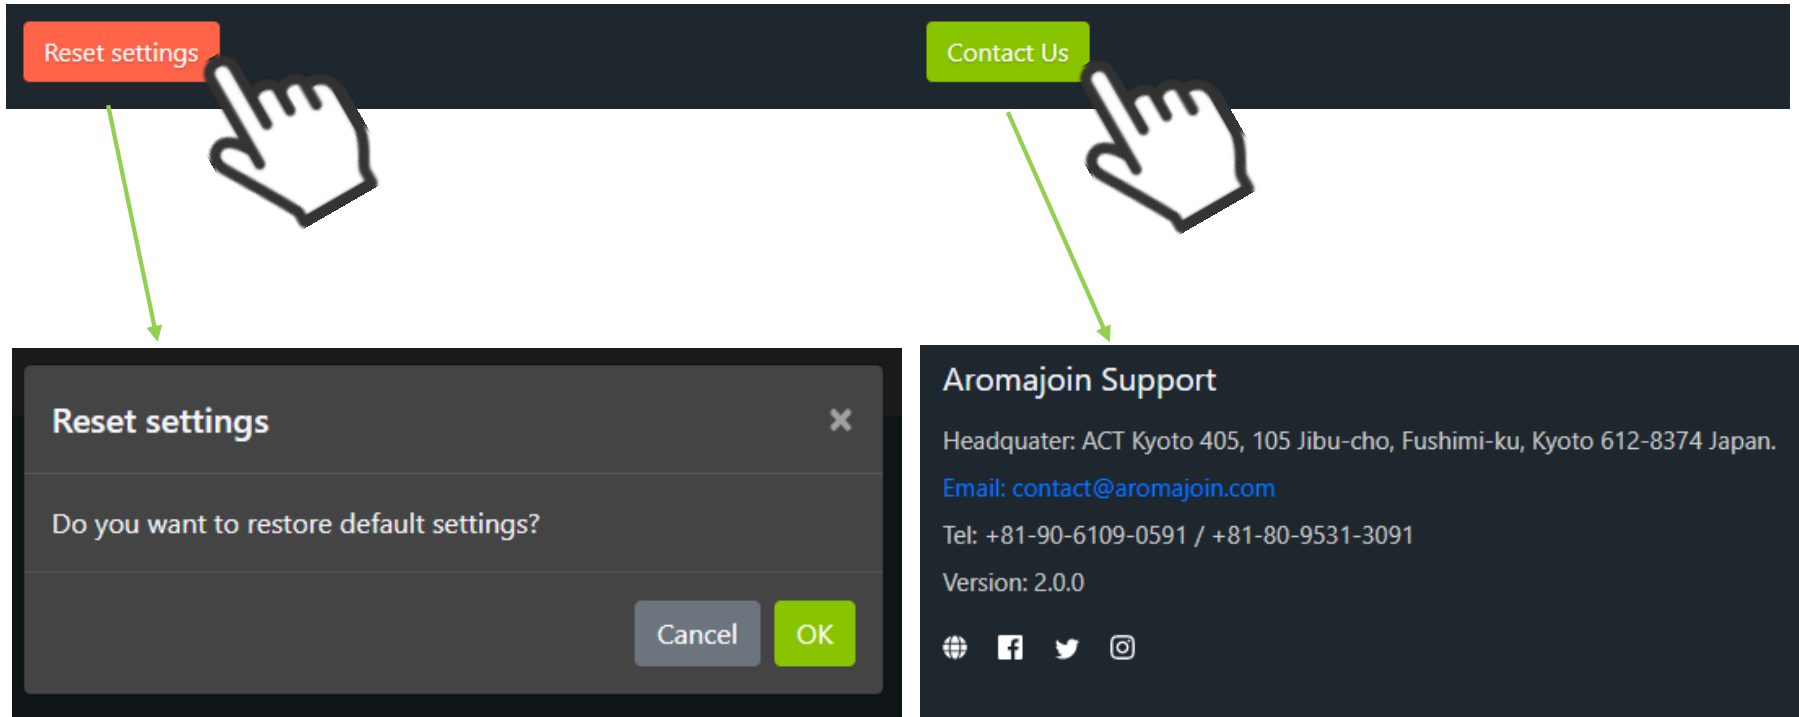 Reset settings
Contact Us
Reset settings
Do you want to restore default settings?
Cancel
OK
Aromajoin Support
Headquater: ACT Kyoto 405, 105 Jibu-cho, Fushimi-ku, Kyoto 612-8374 Japan.
Email: contact@aromajoin.com
Tel: +81-90-6109-0591 / +81-80-9531-3091
Version: 2.0.0